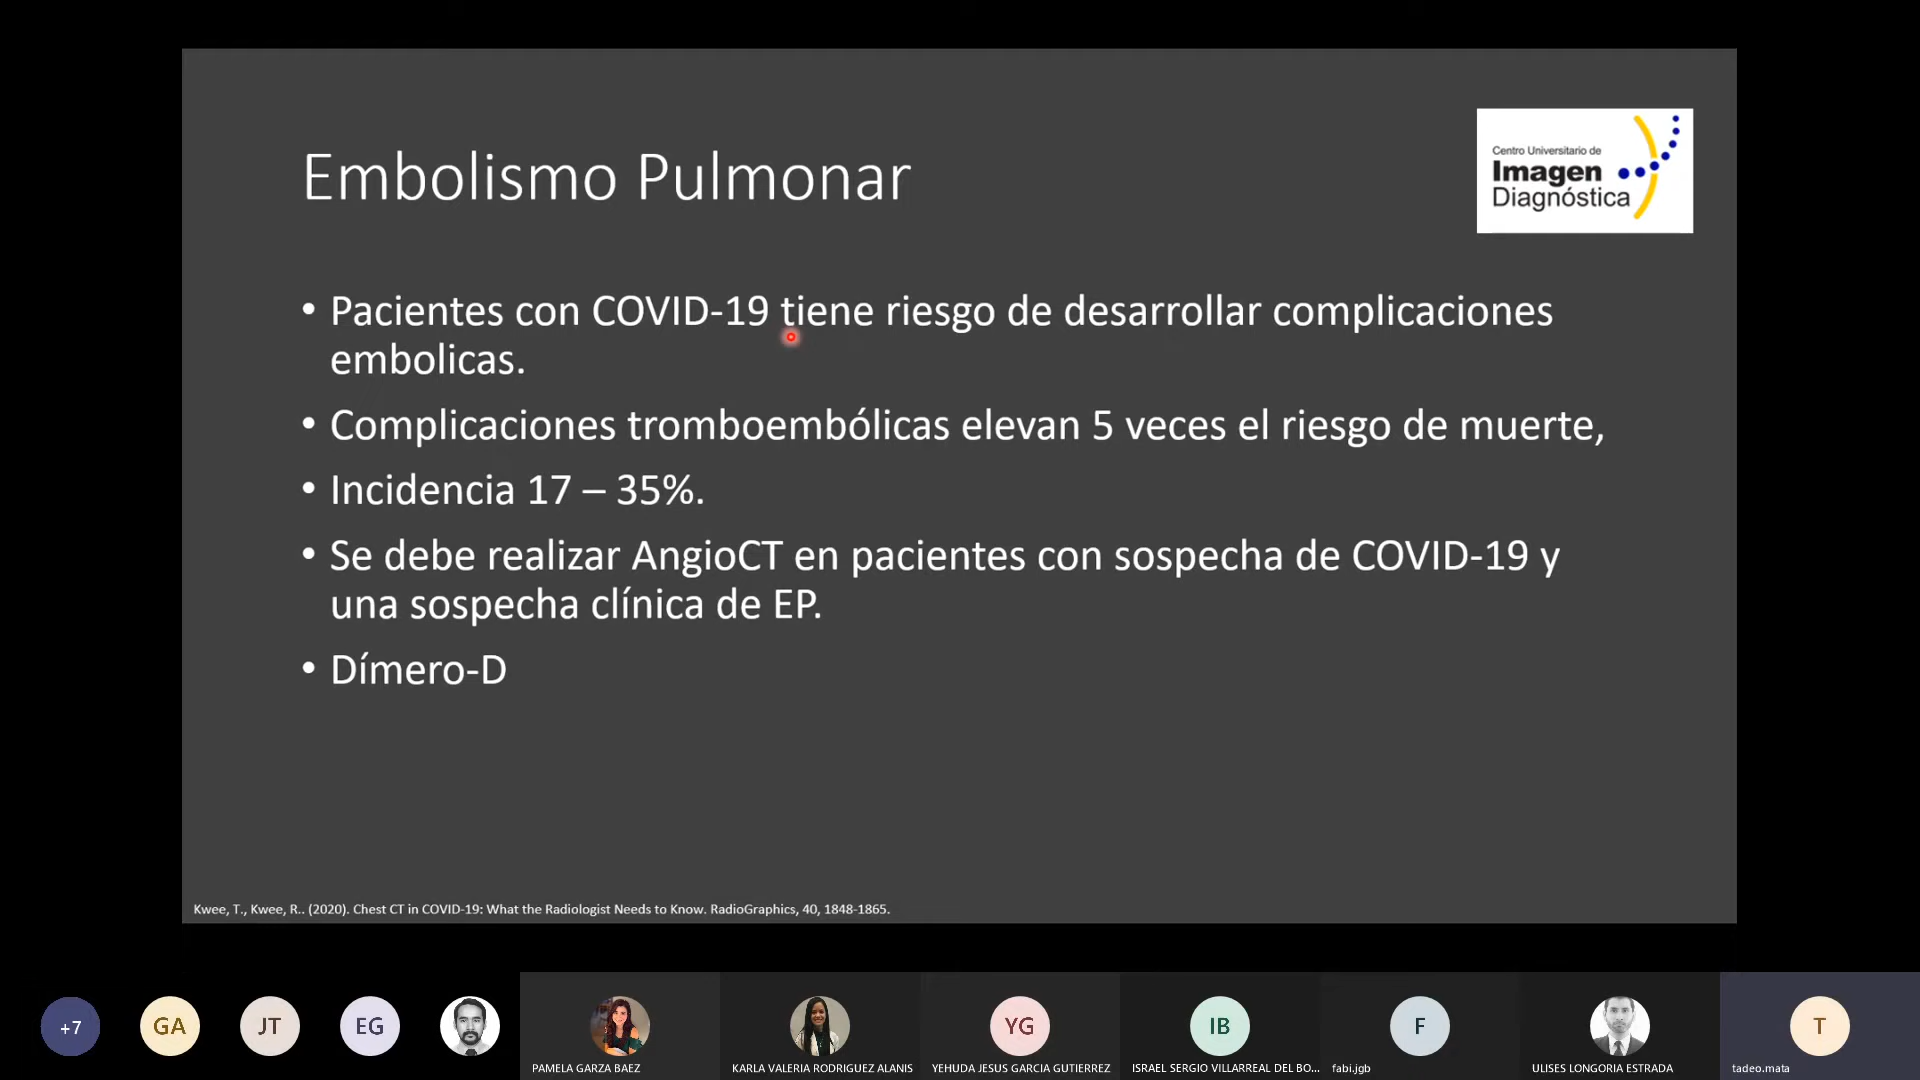 Embolismo Pulmonar
Centro Universitario de
Imagen
Diagnóstica
• Pacientes con COVID-19 tiene riesgo de desarrollar complicaciones
embolicas.
• Complicaciones tromboembólicas elevan 5 veces el riesgo de muerte,
• Incidencia 17 – 35%.
• Se debe realizar AngioCT en pacientes con sospecha de COVID-19 y
una sospecha clínica de EP.
• Dímero-D
Kwee, T., Kwee, R.. (2020). Chest CT in COVID-19: What the Radiologist Needs to Know. RadioGraphics, 40, 1848-1865.
+7
GA
JT
EG
YG
IB
F
T
PAMELA GARZA BAEZ
KARLA VALERIA RODRIGUEZ ALANIS
YEHUDA JESUS GARCIA GUTIERREZ
ISRAEL SERGIO VILLARREAL DEL BO...
fabi.jgb
ULISES LONGORIA ESTRADA
tadeo.mata